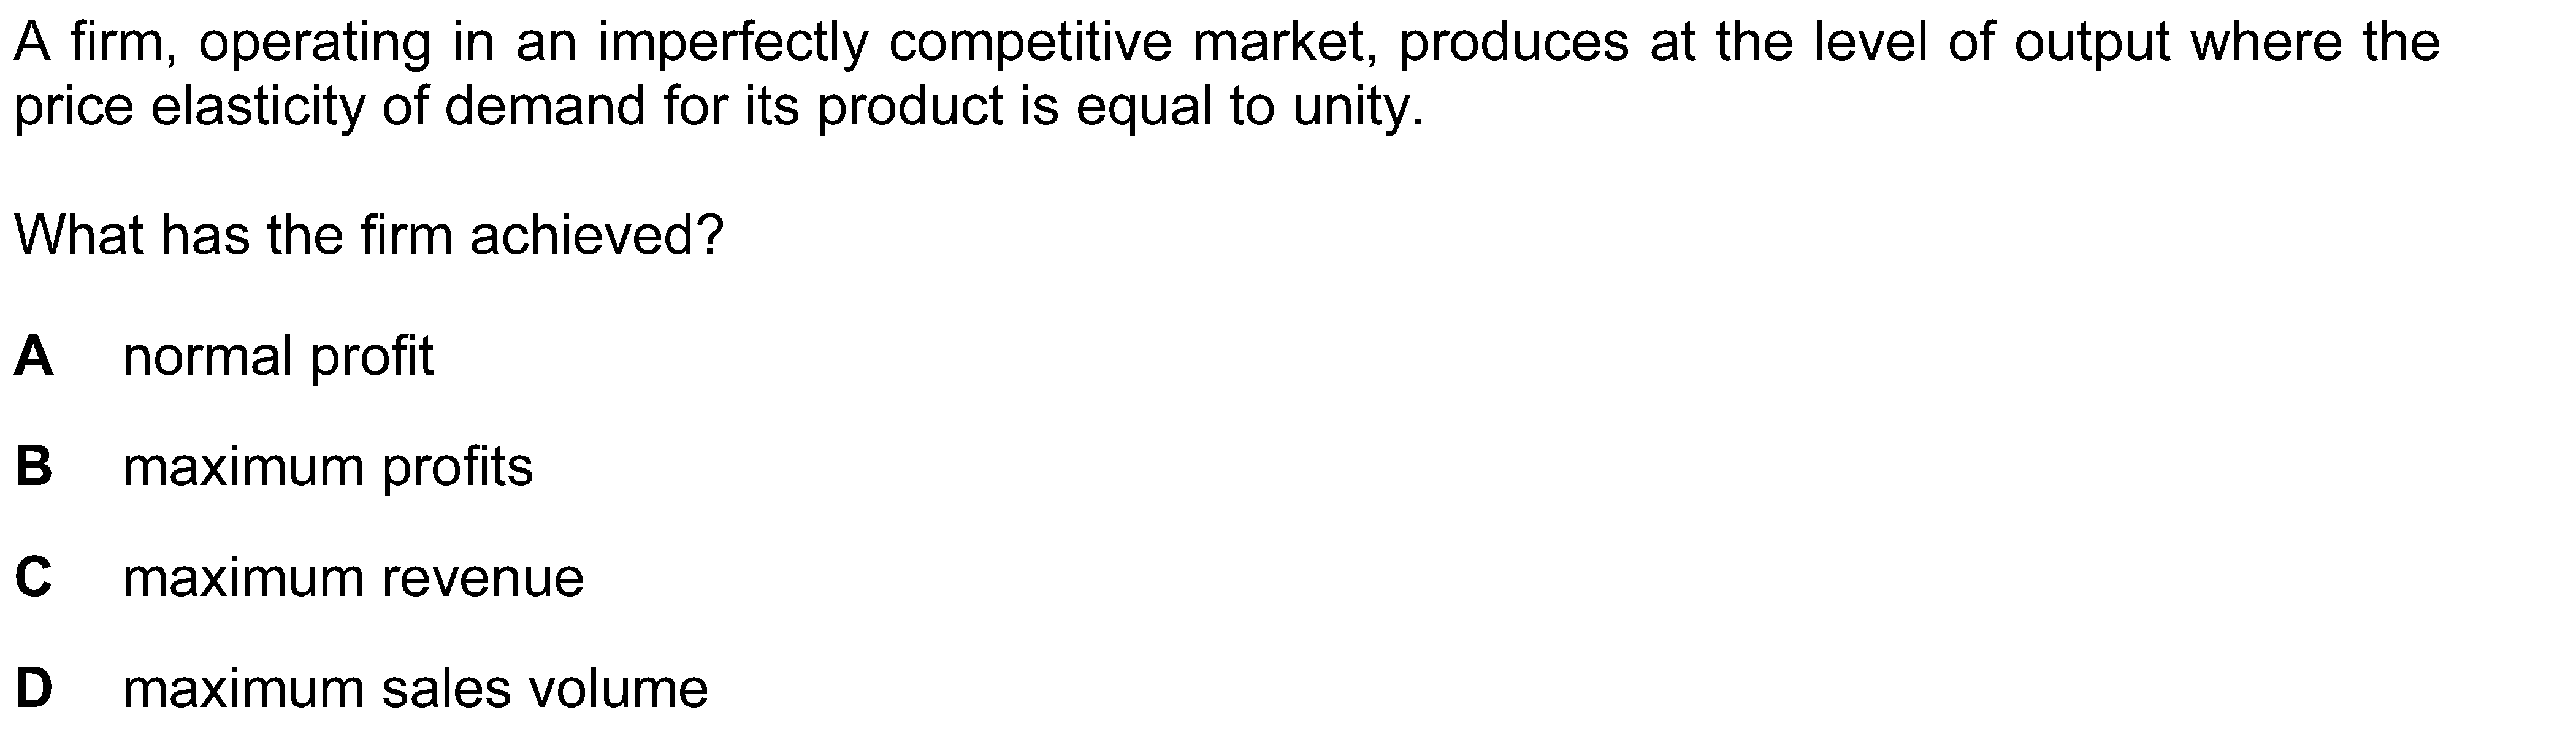 A firm, operating in an imperfectly competitive market, produces at the level of output where the
price elasticity of demand for its product is equal to unity.
What has the firm achieved?
A normal profit
B maximum profits
C maximum revenue
D maximum sales volume